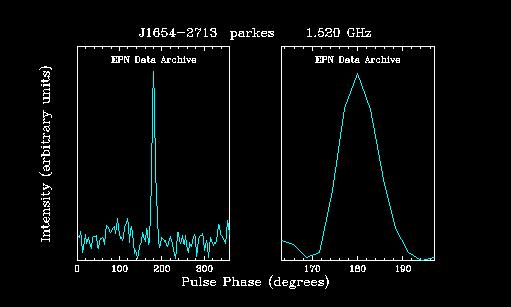 J1654-2713 parkes 1.520 GHz
EPN Data Archive EPN Data Archive
Intensity (arbitrary units)
0 100 200 300 170 180 190
Pulse Phase (degrees)